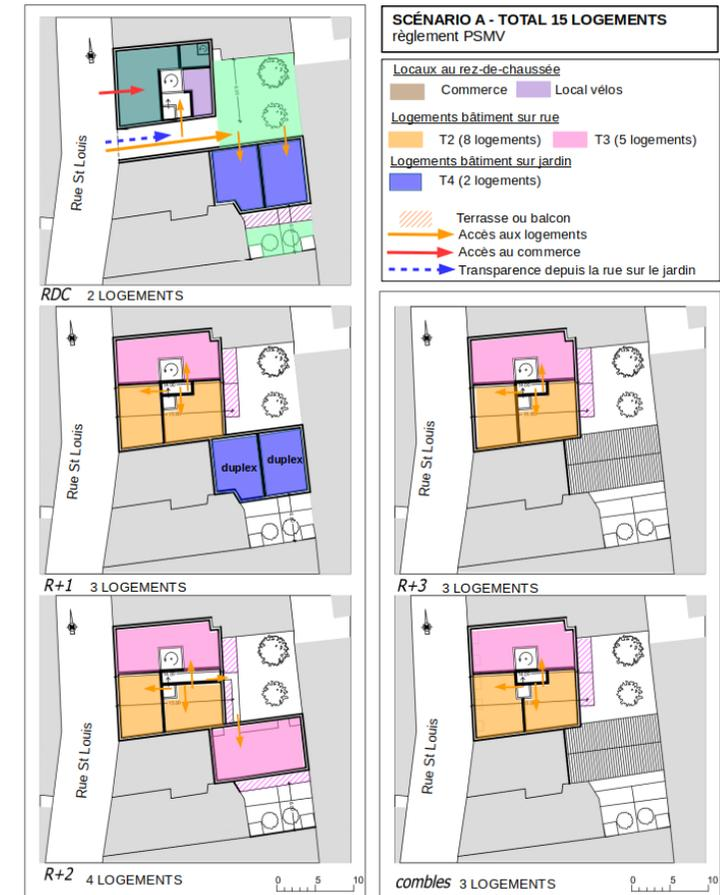 SCÉNARIO A - TOTAL 15 LOGEMENTS
règlement PSMV
Locaux au rez-de-chaussée
Commerce
Local vélos
Logements bâtiment sur rue
T2 (8 logements)
T3 (5 logements)
Logements bâtiment sur jardin
T4 (2 logements)
Terrasse ou balcon
Accès aux logements
Accès au commerce
Transparence depuis la rue sur le jardin
Rue St Louis
RDC 2 LOGEMENTS
Rue St Louis
duplex
duplex
R+1 3 LOGEMENTS
Rue St Louis
R+3 3 LOGEMENTS
Rue St Louis
R+2 4 LOGEMENTS
0 5 10
Rue St Louis
combles 3 LOGEMENTS
0 5 10